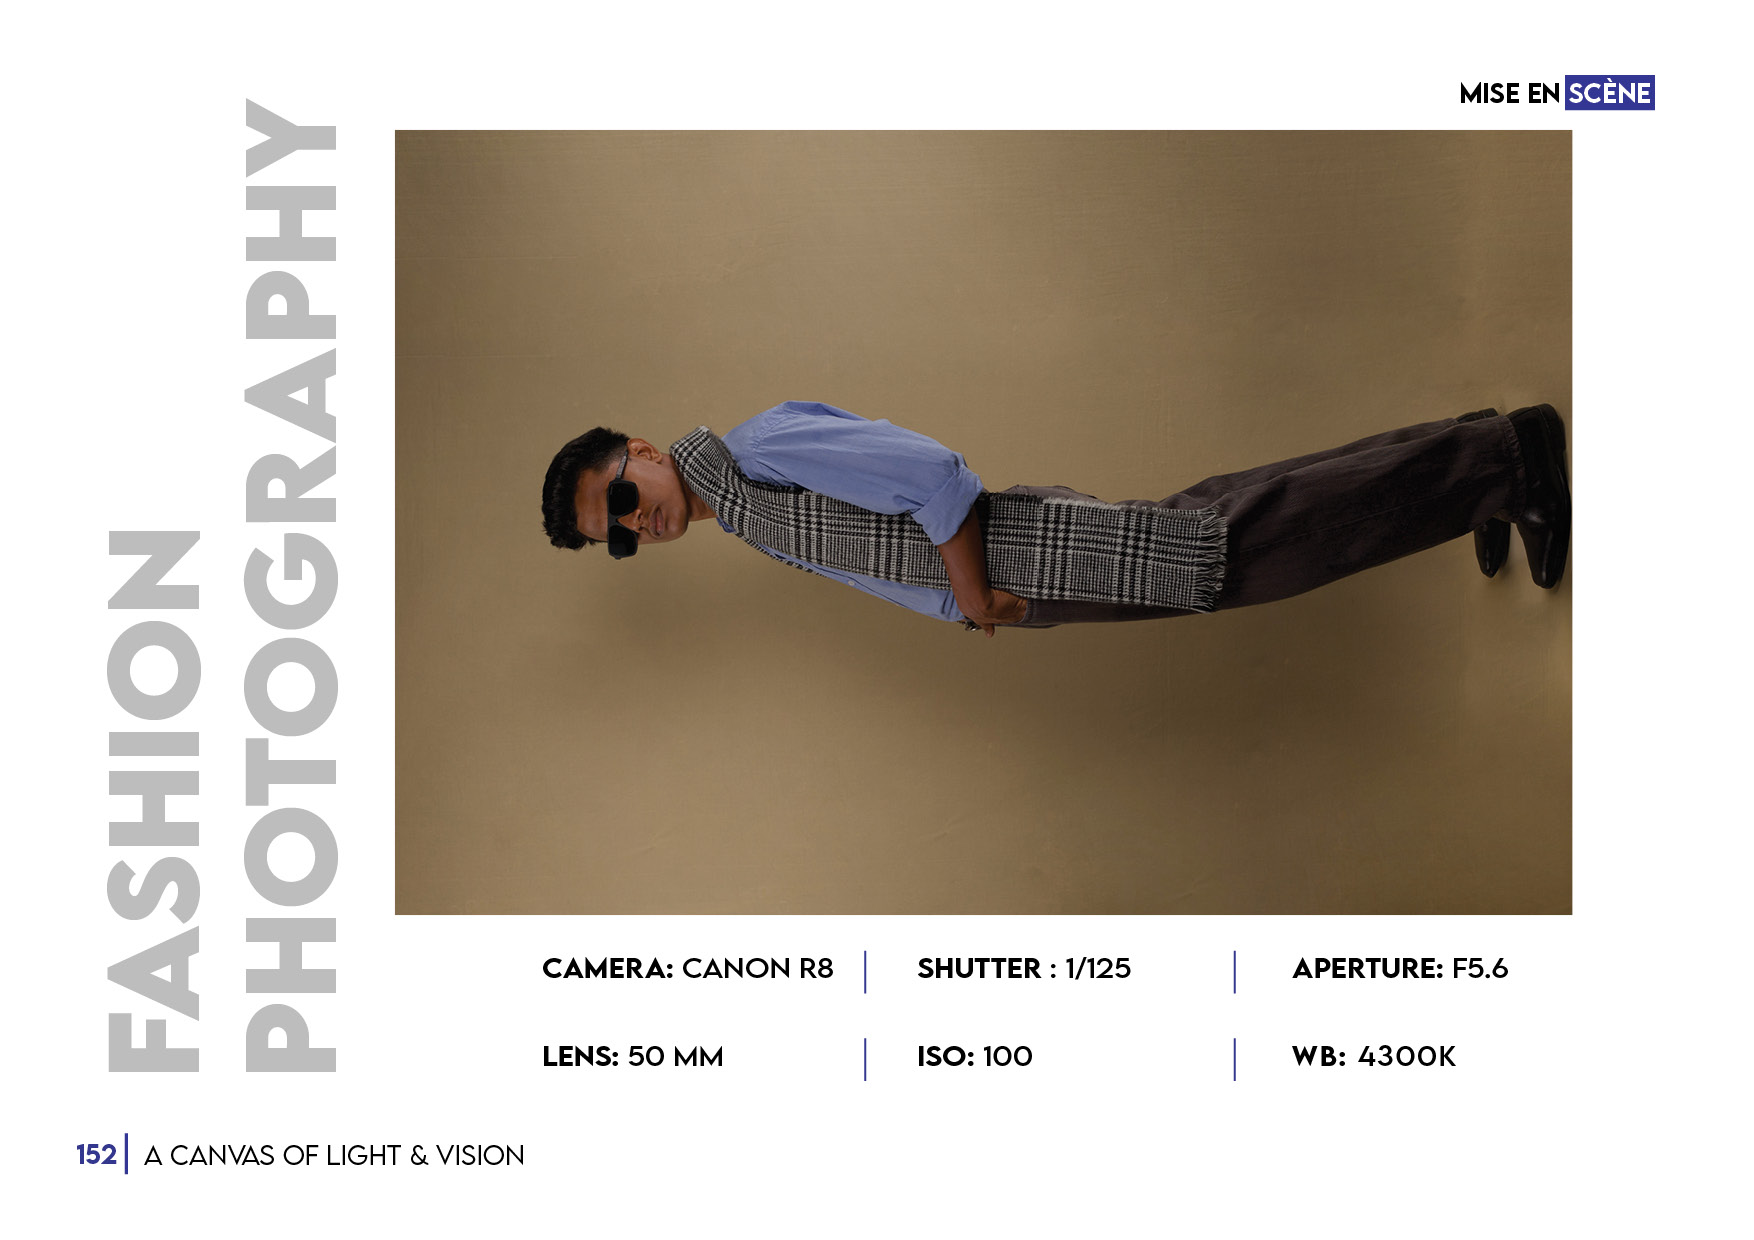 MISE EN SCÈNE
FASHION
PHOTOGRAPHY
CAMERA: CANON R8
SHUTTER : 1/125
APERTURE: F5.6
LENS: 50 MM
ISO: 100
WB: 4300K
152 A CANVAS OF LIGHT & VISION